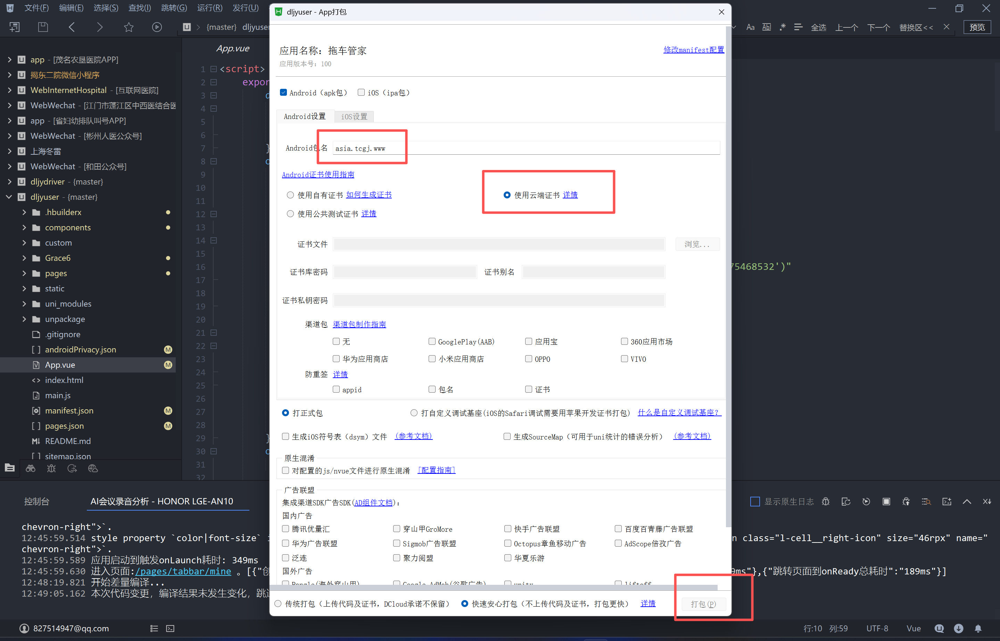 文件(F) 编辑(E) 选择(S) 查找(I) 跳转(G) 运行(R) 发行(U)
{master} dljyuser
Aa Abl .* 全选 上一个 下一个 替换区<< 预览
app - [茂名农垦医院APP]
揭东二院微信小程序
WebInternetHospital - [互联网医院]
WebWechat - [江门市蓬江区中西医结合医
app - [省妇幼排队叫号APP]
WebWechat - [彬州人医公众号]
上海冬雷
WebWechat - [和田公众号]
dljydriver - {master}
dljyuser - {master}
.hbuilderx
components
custom
Grace6
pages
static
uni_modules
unpackage
.gitignore
androidPrivacy.json M
App.vue M
index.html
main.js
manifest.json M
pages.json M
README.md
sitemap.json
App.vue
1 <script>
2 expor
3 d
4
5
6
7 }
8
9
10
11
12
13
14
15
16
17
18
19
20
21
22
23
24
25
26
27
28
29 }
30
31
32
75468532')"
dljyuser - App打包
应用名称：拖车管家
修改manifest配置
应用版本号：100
Android（apk包） iOS（ipa包）
Android设置 iOS设置
Android包名 asia.tcgj.www
Android证书使用指南
使用自有证书 如何生成证书 使用云端证书 详情
使用公共测试证书 详情
证书文件 浏览...
证书库密码 证书别名
证书私钥密码
渠道包 渠道包制作指南
无 GooglePlay(AAB) 应用宝 360应用市场
华为应用商店 小米应用商店 OPPO VIVO
防重签 详情
appid 包名 证书
打正式包 打自定义调试基座(iOS的Safari调试需要用苹果开发证书打包) 什么是自定义调试基座？
生成iOS符号表（dsym）文件 (参考文档) 生成SourceMap（可用于uni统计的错误分析） (参考文档)
原生混淆
对配置的js/nvue文件进行原生混淆 [配置指南]
广告联盟
集成渠道SDK广告SDK(AD组件文档)：
国内广告
腾讯优量汇 穿山甲GroMore 快手广告联盟 百度百青藤广告联盟
华为广告联盟 Sigmob广告联盟 Octopus章鱼移动广告 AdScope倍孜广告
泛连 聚力阅盟 华夏乐游
国外广告
Pangle(海外穿山甲) Google AdMob(谷歌广告) unity liftoff
传统打包（上传代码及证书，DCloud承诺不保留） 快速安心打包（不上传代码及证书，打包更快） 详情 打包(P)
控制台 AI会议录音分析 - HONOR LGE-AN10 显示原生日志
chevron-right">`.
12:45:59.514 style property `color|font-size` n class="l-cell__right-icon" size="46rpx" name="
chevron-right">`.
12:45:59.589 应用启动到触发onLaunch耗时: 349ms
12:45:59.630 进入页面:/pages/tabbar/mine 。[{"创 9ms"},{"跳转页面到onReady总耗时":"189ms"}]
12:48:19.821 开始差量编译...
12:49:05.162 本次代码变更，编译结果未发生变化，跳过
827514947@qq.com 行:10 列:59 UTF-8 Vue